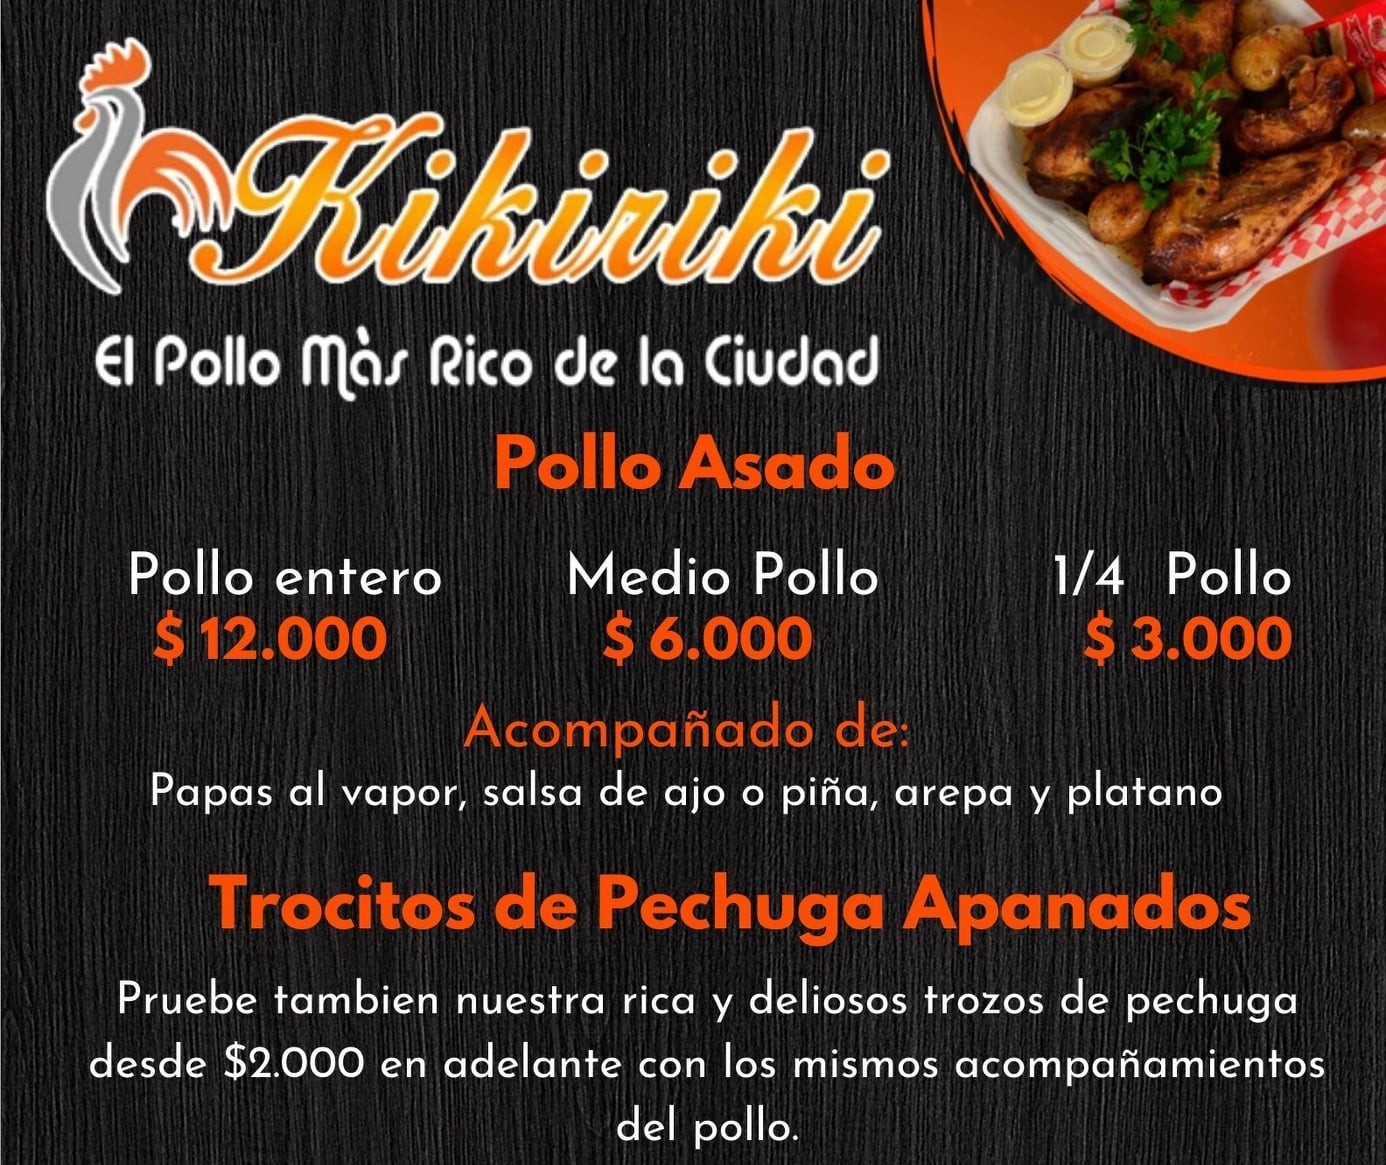 Kikiriki
El Pollo Màs Rico de la Ciudad
Pollo Asado
Pollo entero
$ 12.000
Medio Pollo
$ 6.000
1/4 Pollo
$ 3.000
Acompañado de:
Papas al vapor, salsa de ajo o piña, arepa y platano
Trocitos de Pechuga Apanados
Pruebe tambien nuestra rica y deliosos trozos de pechuga
desde $2.000 en adelante con los mismos acompañamientos
del pollo.